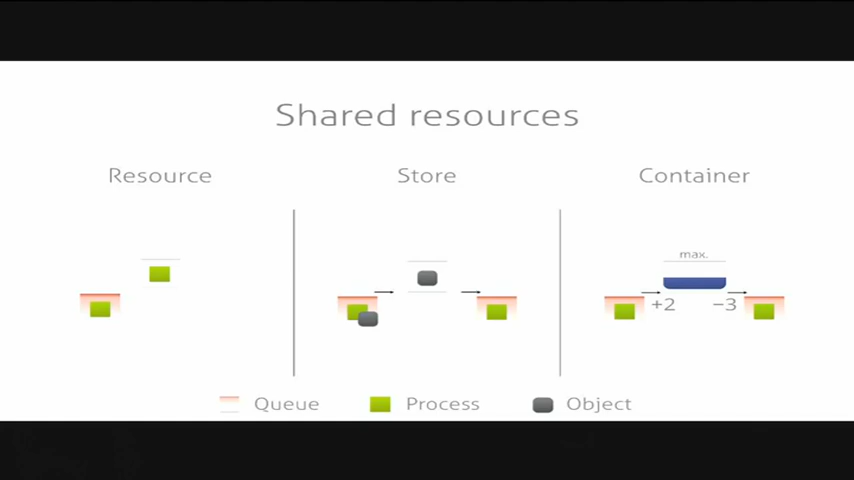 Shared resources
Resource
Store
Container
max.
+2
−3
Queue
Process
Object